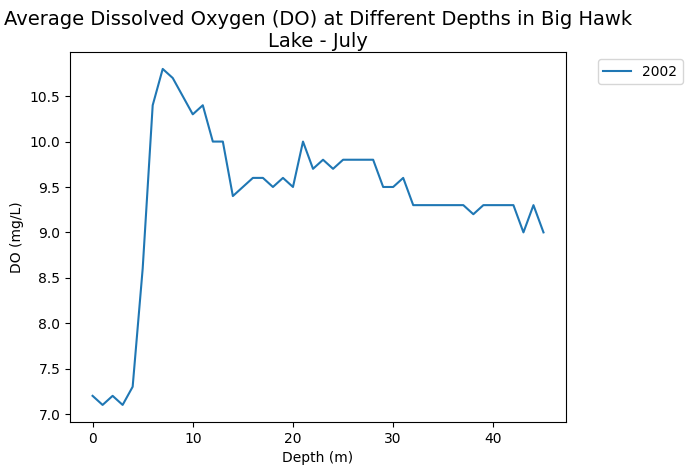 Average Dissolved Oxygen (DO) at Different Depths in Big Hawk
Lake - July
2002
10.5
10.0
9.5
9.0
8.5
8.0
7.5
7.0
DO (mg/L)
0 10 20 30 40
Depth (m)